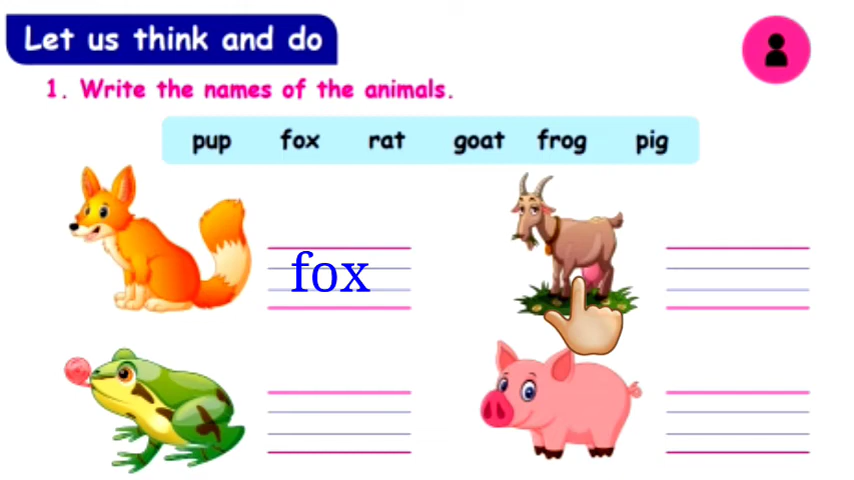 Let us think and do
1. Write the names of the animals.
pup fox rat goat frog pig
fox